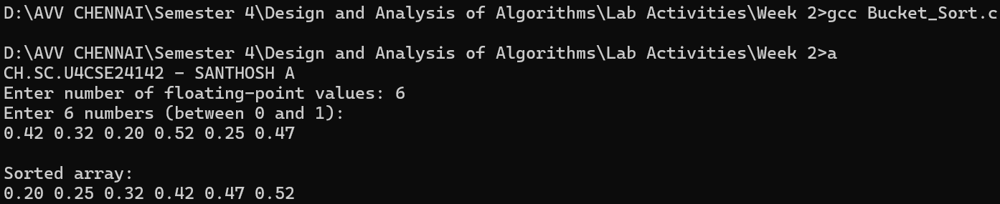 D:\AVV CHENNAI\Semester 4\Design and Analysis of Algorithms\Lab Activities\Week 2>gcc Bucket_Sort.c
D:\AVV CHENNAI\Semester 4\Design and Analysis of Algorithms\Lab Activities\Week 2>a
CH.SC.U4CSE24142 - SANTHOSH A
Enter number of floating-point values: 6
Enter 6 numbers (between 0 and 1):
0.42 0.32 0.20 0.52 0.25 0.47
Sorted array:
0.20 0.25 0.32 0.42 0.47 0.52